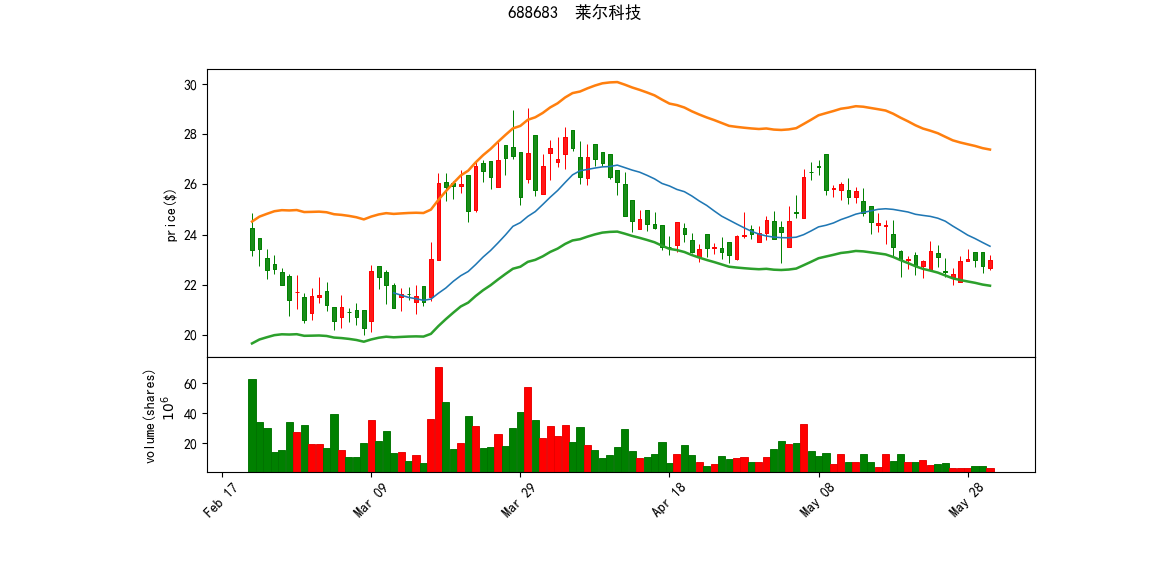 688683  莱尔科技
price($)
30
28
26
24
22
20
volume(shares)
10^6
60
40
20
Feb 17
Mar 09
Mar 29
Apr 18
May 08
May 28